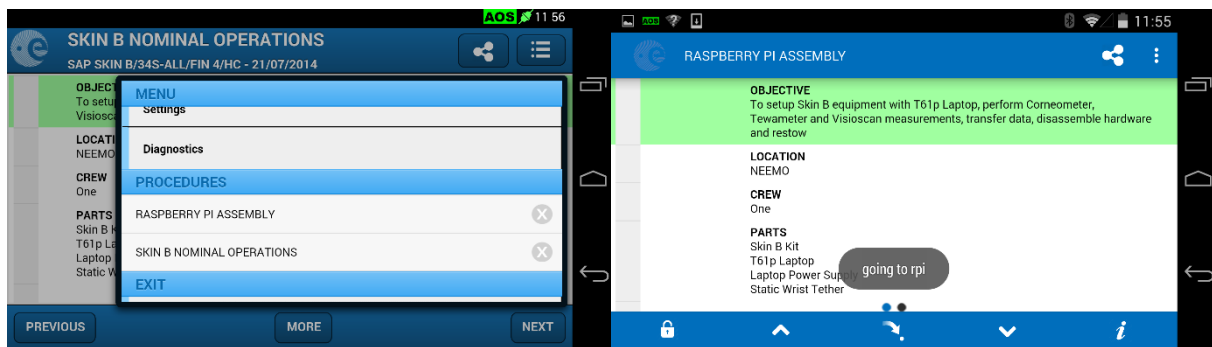 AOS 11 56
SKIN B NOMINAL OPERATIONS
SAP SKIN B/34S-ALL/FIN 4/HC - 21/07/2014
OBJECT
To setu
Visiosca
LOCATI
NEEMO
CREW
One
PARTS
Skin B K
T61p La
Laptop
Static W
MENU
Settings
Diagnostics
PROCEDURES
RASPBERRY PI ASSEMBLY
SKIN B NOMINAL OPERATIONS
EXIT
PREVIOUS MORE NEXT
AOS 11:55
RASPBERRY PI ASSEMBLY
OBJECTIVE
To setup Skin B equipment with T61p Laptop, perform Corneometer,
Tewameter and Visioscan measurements, transfer data, disassemble hardware
and restow
LOCATION
NEEMO
CREW
One
PARTS
Skin B Kit
T61p Laptop
Laptop Power Supply
Static Wrist Tether
going to rpi
i